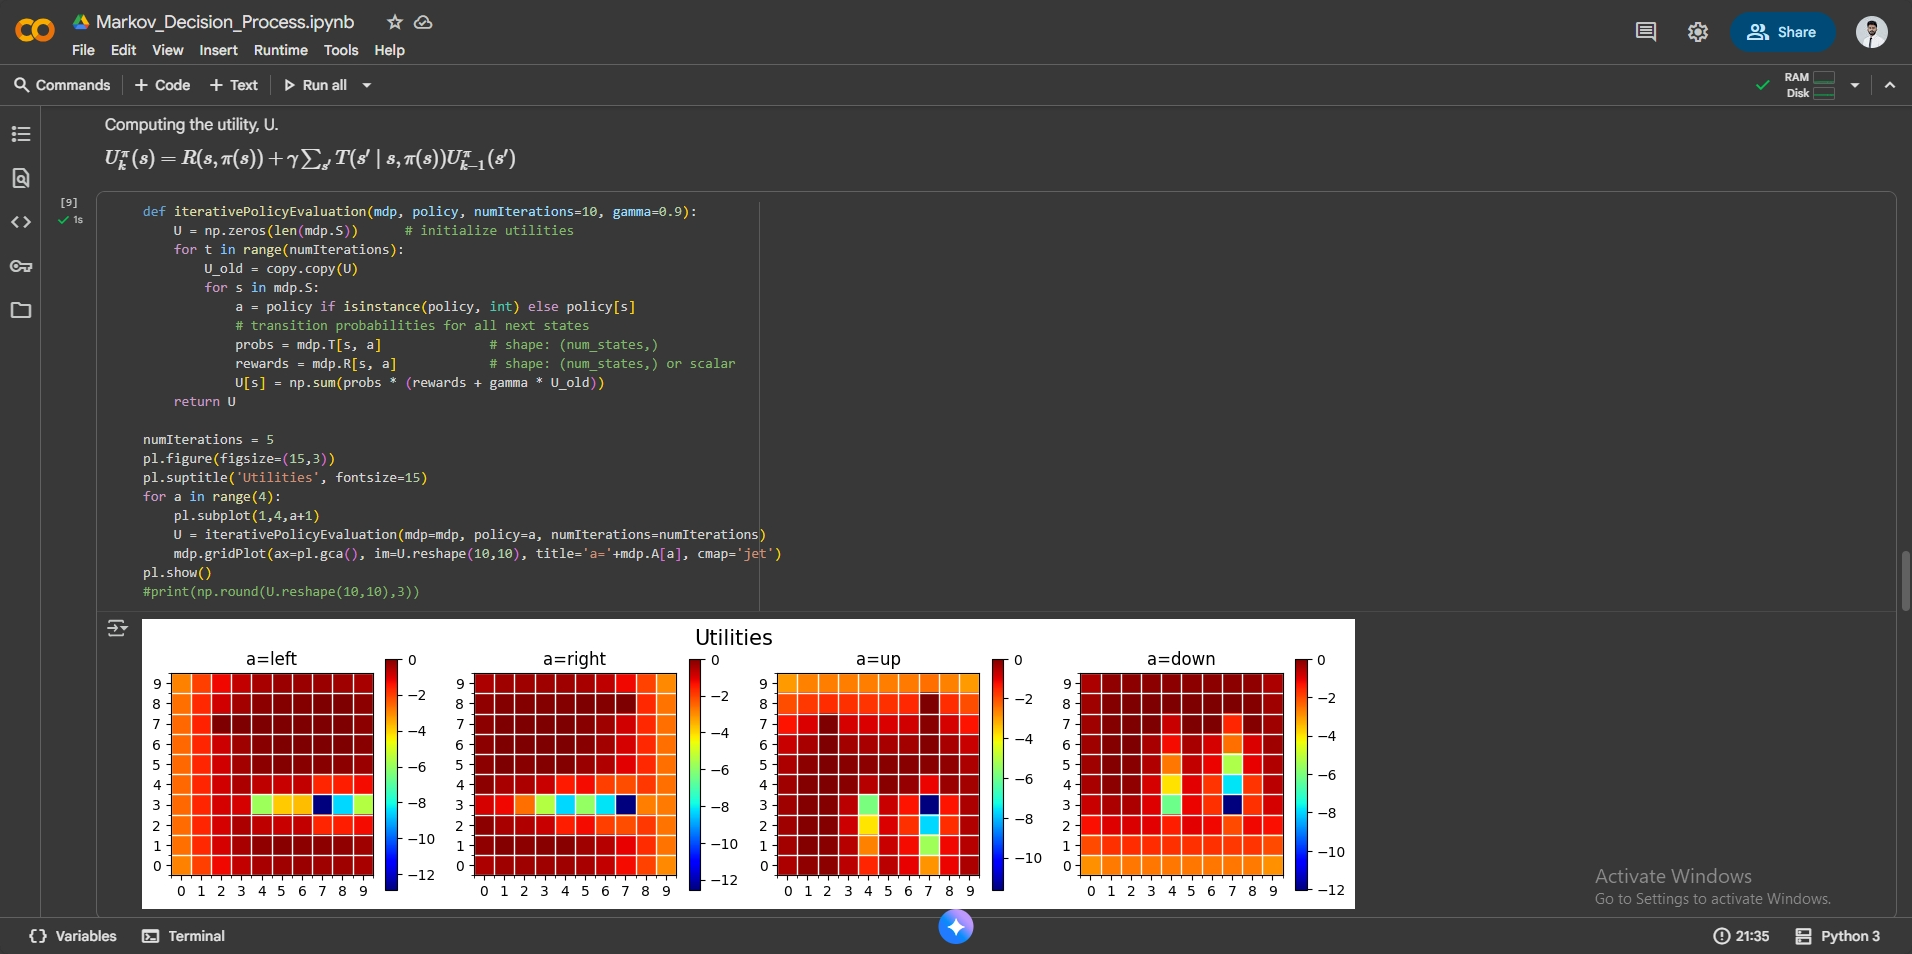 Markov_Decision_Process.ipynb
File Edit View Insert Runtime Tools Help
Share
Commands + Code + Text Run all
RAM
Disk
Computing the utility, U.
U_k^π(s) = R(s, π(s)) + γ∑_{s′} T(s′ | s, π(s))U_{k−1}^π(s′)
[9]
1s
def iterativePolicyEvaluation(mdp, policy, numIterations=10, gamma=0.9):
    U = np.zeros(len(mdp.S))      # initialize utilities
    for t in range(numIterations):
        U_old = copy.copy(U)
        for s in mdp.S:
            a = policy if isinstance(policy, int) else policy[s]
            # transition probabilities for all next states
            probs = mdp.T[s, a]              # shape: (num_states,)
            rewards = mdp.R[s, a]            # shape: (num_states,) or scalar
            U[s] = np.sum(probs * (rewards + gamma * U_old))
    return U
numIterations = 5
pl.figure(figsize=(15,3))
pl.suptitle('Utilities', fontsize=15)
for a in range(4):
    pl.subplot(1,4,a+1)
    U = iterativePolicyEvaluation(mdp=mdp, policy=a, numIterations=numIterations)
    mdp.gridPlot(ax=pl.gca(), im=U.reshape(10,10), title='a='+mdp.A[a], cmap='jet')
pl.show()
#print(np.round(U.reshape(10,10),3))
Utilities
a=left
9
8
7
6
5
4
3
2
1
0
0 1 2 3 4 5 6 7 8 9
0
−2
−4
−6
−8
−10
−12
a=right
9
8
7
6
5
4
3
2
1
0
0 1 2 3 4 5 6 7 8 9
0
−2
−4
−6
−8
−10
−12
a=up
9
8
7
6
5
4
3
2
1
0
0 1 2 3 4 5 6 7 8 9
0
−2
−4
−6
−8
−10
a=down
9
8
7
6
5
4
3
2
1
0
0 1 2 3 4 5 6 7 8 9
0
−2
−4
−6
−8
−10
−12
Activate Windows
Go to Settings to activate Windows.
{} Variables Terminal
21:35 Python 3